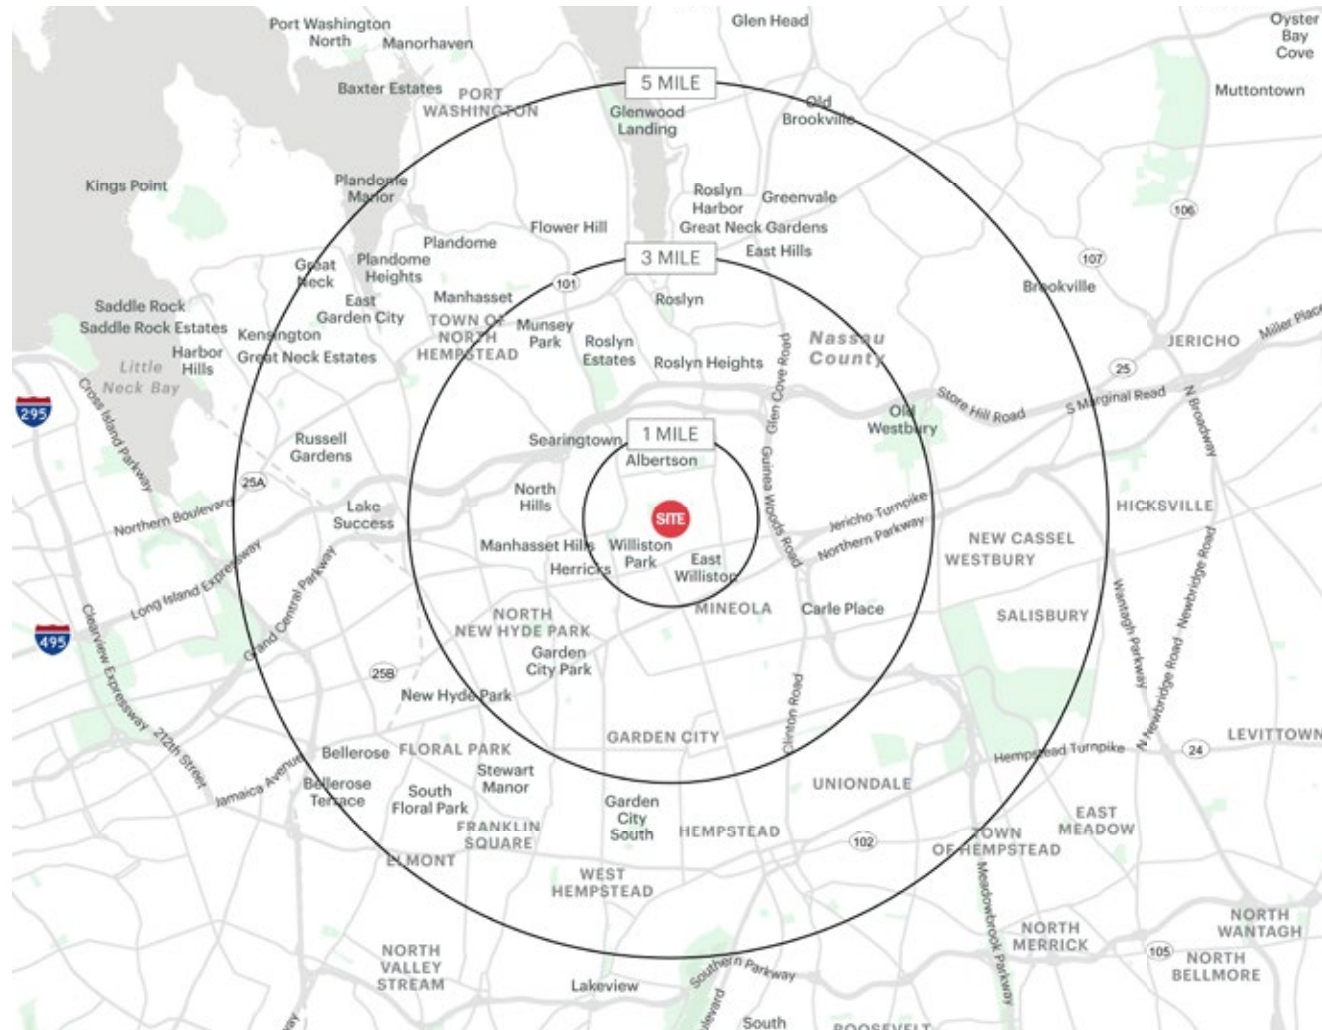 Port Washington
North
Manorhaven
Glen Head
Oyster
Bay
Cove
Baxter Estates
PORT
WASHINGTON
5 MILE
Glenwood
Landing
Old
Brookville
Muttontown
Kings Point
Plandome
Manor
Roslyn
Harbor
Greenvale
106
Flower Hill
Great Neck Gardens
Plandome
East Hills
Great
Neck
Plandome
Heights
3 MILE
107
101
Brookville
Saddle Rock
East
Garden City
Manhasset
Roslyn
Saddle Rock Estates
Kensington
TOWN OF
NORTH
HEMPSTEAD
Munsey
Park
Roslyn
Estates
Nassau
County
JERICHO
Miller Place
Harbor
Hills
Great Neck Estates
Roslyn Heights
Glen Cove Road
Little
Neck Bay
25
295
Cross Island Parkway
Old
Westbury
Store Hill Road
S Marginal Read
N Broadway
Russell
Gardens
Searingtown
1 MILE
Albertson
Guinea Woods Road
25A
Northern Boulevard
Lake
Success
North
Hills
SITE
Jericho Turnpike
Northern Parkway
HICKSVILLE
Manhasset Hills
Williston
Park
NEW CASSEL
WESTBURY
Long Island Expressway
Herricks
East
Williston
Grand Central Parkway
MINEOLA
Carle Place
SALISBURY
Wantagh Parkway
N Newbridge Road
Newbridge Road
495
Clearview Expressway
NORTH
NEW HYDE PARK
Garden
City Park
25B
New Hyde Park
Clinton Road
212th Street
Bellerose
FLORAL PARK
GARDEN CITY
Hempstead Turnpike
24
LEVITTOWN
Jamaica Avenue
Bellerose
Terrace
Stewart
Manor
South
Floral Park
UNIONDALE
Garden
City
South
FRANKLIN
SQUARE
HEMPSTEAD
102
EAST
MEADOW
TOWN
OF HEMPSTEAD
ELMONT
WEST
HEMPSTEAD
Meadowbrook Parkway
NORTH
VALLEY
STREAM
NORTH
MERRICK
NORTH
WANTAGH
105
NORTH
BELLMORE
Lakeview
Southern Parkway
South
ROOSEVELT